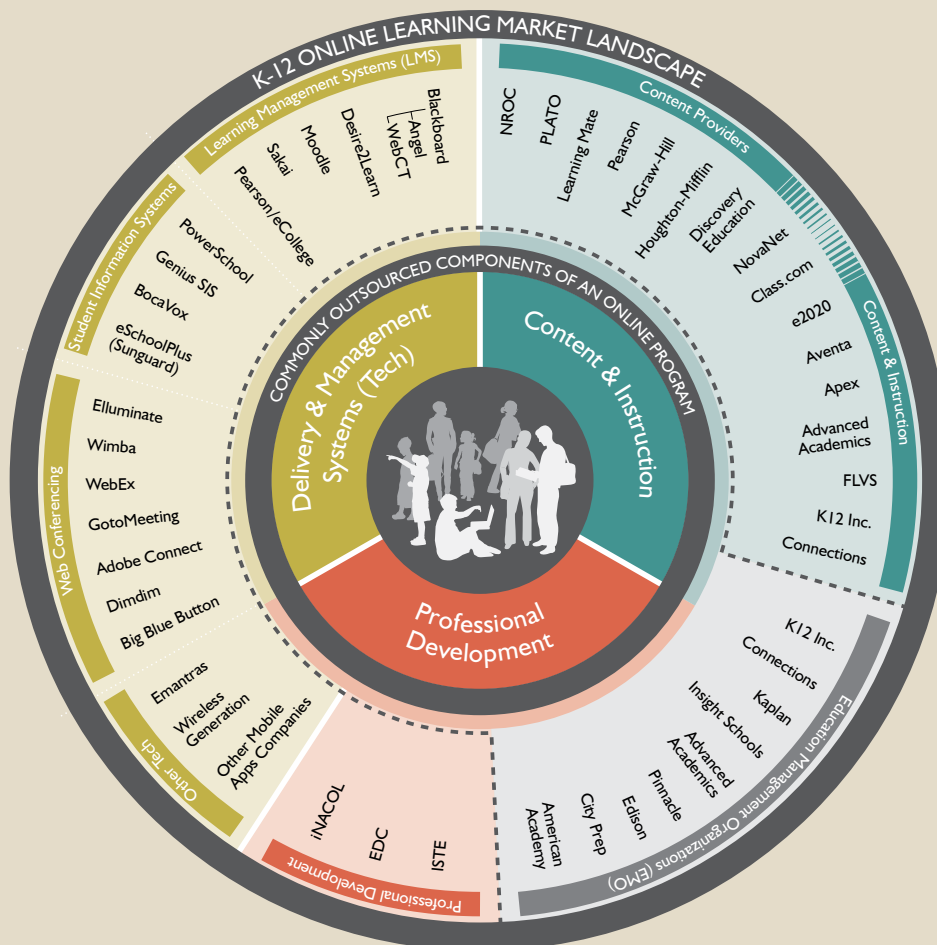 K-12 ONLINE LEARNING MARKET LANDSCAPE
Learning Management Systems (LMS)
Pearson/eCollege
Sakai
Moodle
Desire2Learn
Blackboard
Angel
WebCT
Content Providers
NROC
PLATO
Learning Mate
Pearson
McGraw-Hill
Houghton-Mifflin
Discovery
Education
NovaNet
Class.com
e2020
Content & Instruction
Aventa
Apex
Advanced
Academics
FLVS
K12 Inc.
Connections
Education Management Organizations (EMO)
K12 Inc.
Connections
Kaplan
Insight Schools
Advanced
Academics
Pinnacle
Edison
City Prep
American
Academy
Professional Development
ISTE
EDC
iNACOL
Other Tech
Other Mobile
Apps Companies
Wireless
Generation
Emantras
Web Conferencing
Big Blue Button
Dimdim
Adobe Connect
GotoMeeting
WebEx
Wimba
Elluminate
Student Information Systems
eSchoolPlus
(Sunguard)
BocaVox
Genius SIS
PowerSchool
COMMONLY OUTSOURCED COMPONENTS OF AN ONLINE PROGRAM
Delivery & Management
Systems (Tech)
Content & Instruction
Professional
Development